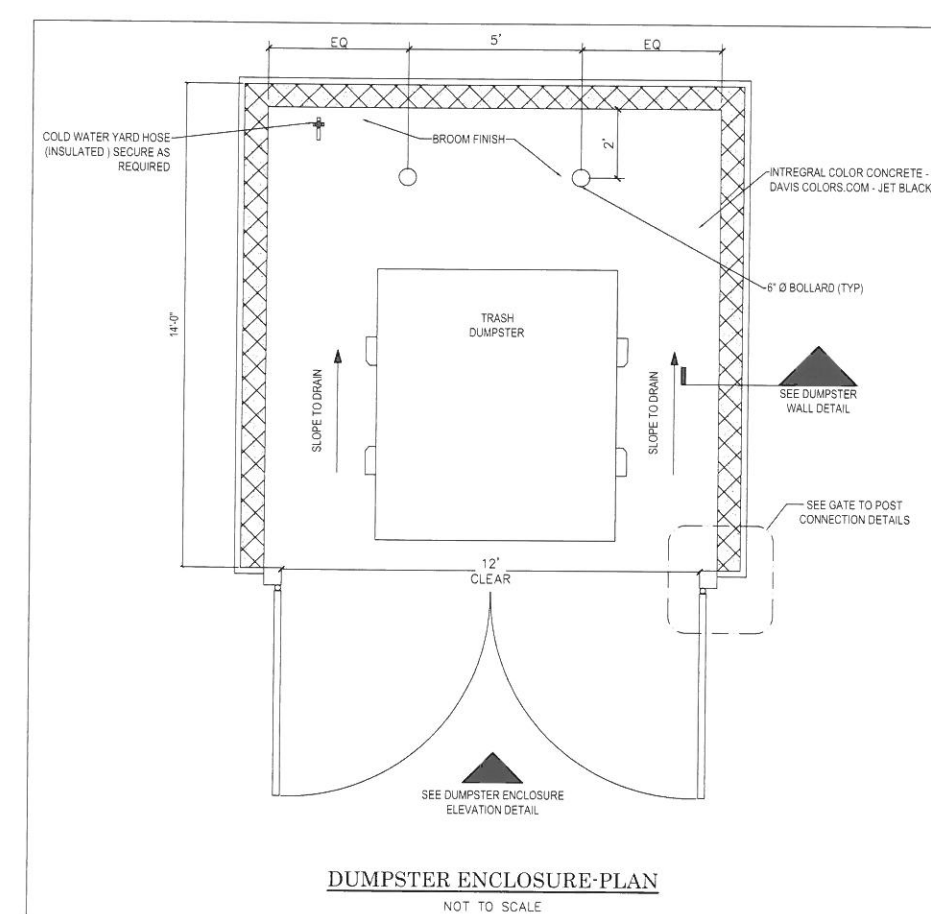 EQ
5'
EQ
COLD WATER YARD HOSE
(INSULATED ) SECURE AS
REQUIRED
BROOM FINISH
2'
INTREGRAL COLOR CONCRETE -
DAVIS COLORS.COM - JET BLACK
6" Ø BOLLARD (TYP)
14'-0"
TRASH
DUMPSTER
SLOPE TO DRAIN
SLOPE TO DRAIN
SEE DUMPSTER
WALL DETAIL
SEE GATE TO POST
CONNECTION DETAILS
12'
CLEAR
SEE DUMPSTER ENCLOSURE
ELEVATION DETAIL
DUMPSTER ENCLOSURE-PLAN
NOT TO SCALE